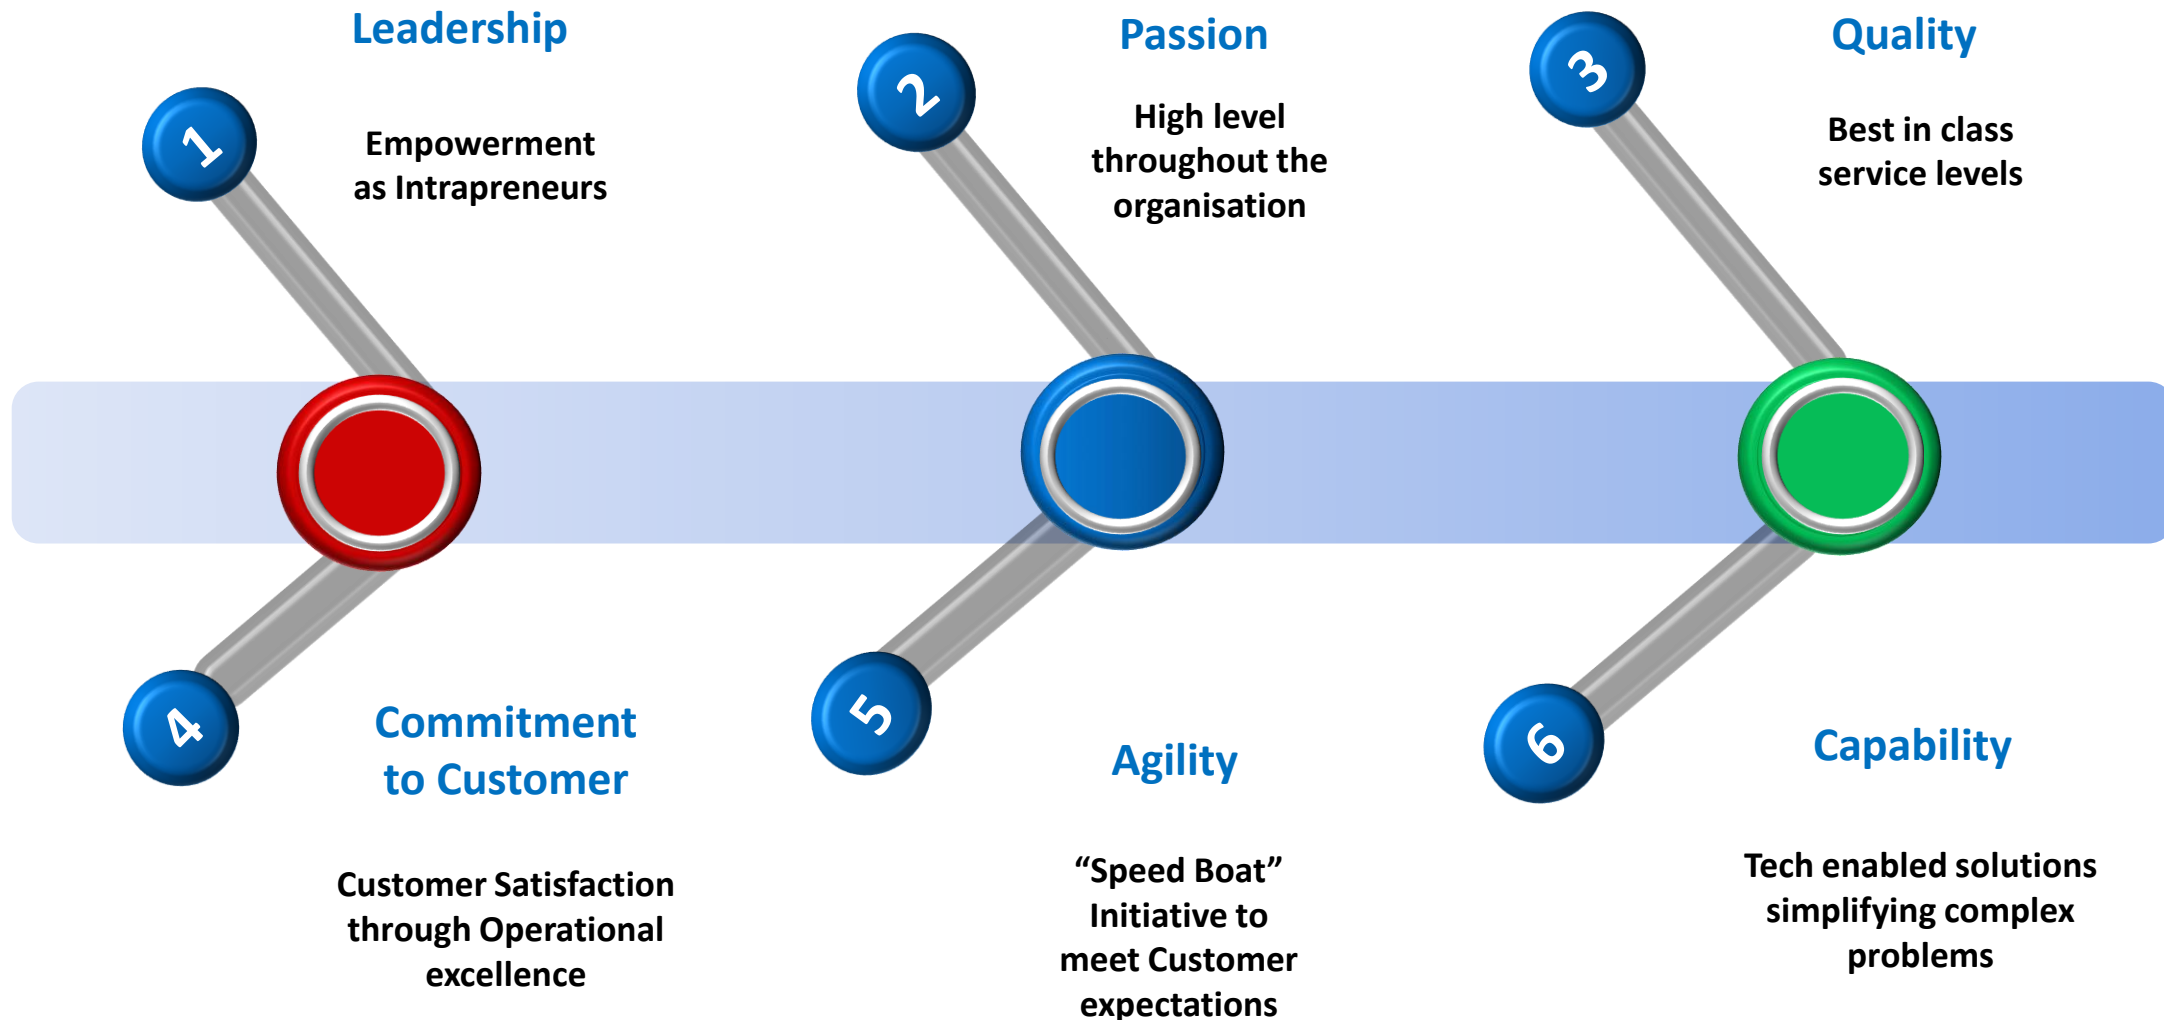 Leadership
1
Empowerment
as Intrapreneurs
Passion
2
High level
throughout the
organisation
Quality
3
Best in class
service levels
4
Commitment
to Customer
Customer Satisfaction
through Operational
excellence
5
Agility
“Speed Boat”
Initiative to
meet Customer
expectations
6
Capability
Tech enabled solutions
simplifying complex
problems